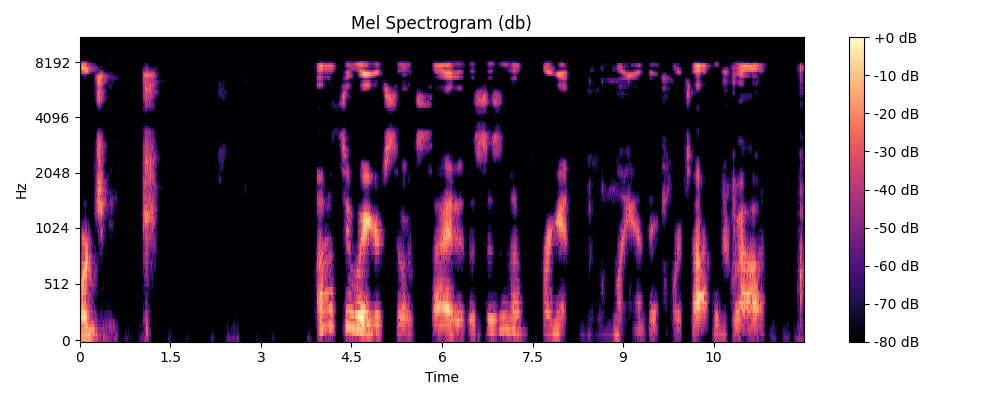 Mel Spectrogram (db)
8192
4096
2048
1024
512
0
Hz
0 1.5 3 4.5 6 7.5 9 10
Time
+0 dB
-10 dB
-20 dB
-30 dB
-40 dB
-50 dB
-60 dB
-70 dB
-80 dB